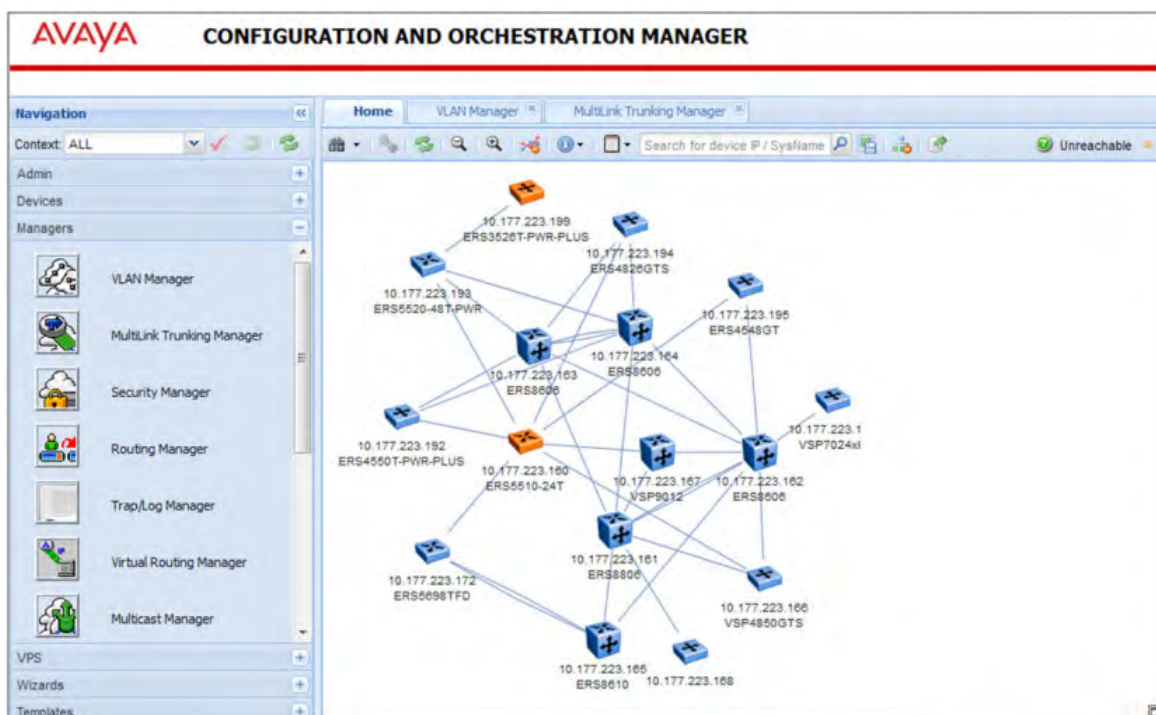 AVAYA
CONFIGURATION AND ORCHESTRATION MANAGER
Navigation
Context: ALL
Admin
Devices
Managers
VLAN Manager
MultiLink Trunking Manager
Security Manager
Routing Manager
Trap/Log Manager
Virtual Routing Manager
Multicast Manager
VPS
Wizards
Templates
Home
VLAN Manager
MultiLink Trunking Manager
Search for device IP / SysName
Unreachable
10.177.223.199
ERS3526T-PWR-PLUS
10.177.223.194
ERS4826GTS
10.177.223.193
ERS5520-48T-PWR
10.177.223.195
ERS4548GT
10.177.223.164
ERS8606
10.177.223.163
ERS8606
10.177.223.1
VSP7024xl
10.177.223.192
ERS4550T-PWR-PLUS
10.177.223.160
ERS5510-24T
10.177.223.167
VSP9012
10.177.223.162
ERS8606
10.177.223.161
ERS8806
10.177.223.172
ERS5698TFD
10.177.223.166
VSP4850GTS
10.177.223.165
ERS8610
10.177.223.168